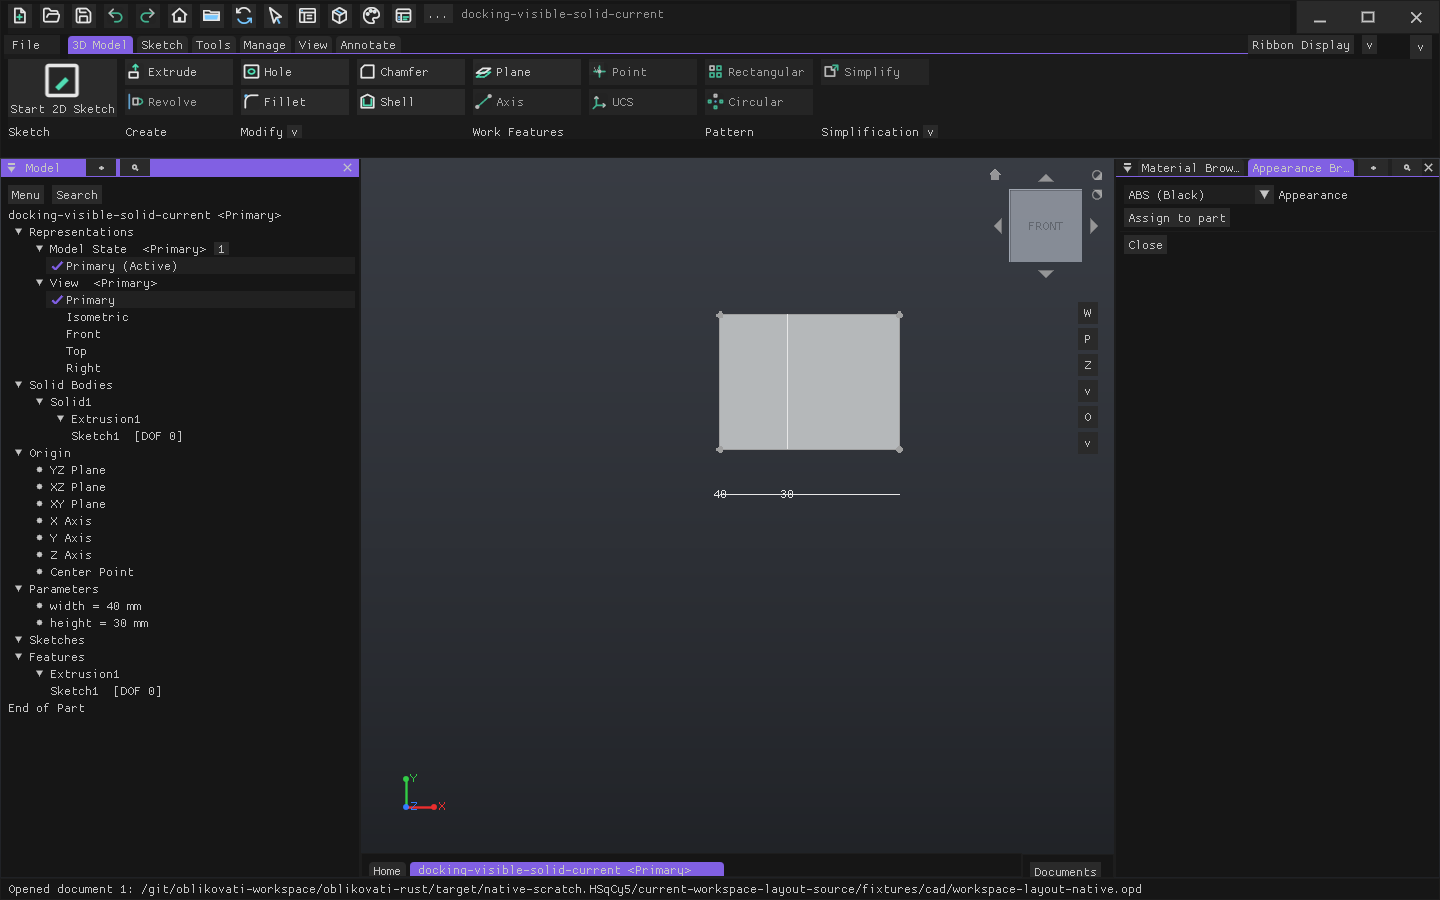 ... docking-visible-solid-current
File 3D Model Sketch Tools Manage View Annotate Ribbon Display v v
Start 2D Sketch
Extrude Hole Chamfer Plane Point Rectangular Simplify
Revolve Fillet Shell Axis UCS Circular
Sketch Create Modify v Work Features Pattern Simplification v
Model
Menu Search
docking-visible-solid-current <Primary>
Representations
Model State <Primary> 1
Primary (Active)
View <Primary>
Primary
Isometric
Front
Top
Right
Solid Bodies
Solid1
Extrusion1
Sketch1 [DOF 0]
Origin
YZ Plane
XZ Plane
XY Plane
X Axis
Y Axis
Z Axis
Center Point
Parameters
width = 40 mm
height = 30 mm
Sketches
Features
Extrusion1
Sketch1 [DOF 0]
End of Part
FRONT
W
P
Z
v
O
v
40 30
Y
Z X
Material Brow... Appearance Br...
ABS (Black) Appearance
Assign to part
Close
Home docking-visible-solid-current <Primary> Documents
Opened document 1: /git/oblikovati-workspace/oblikovati-rust/target/native-scratch.HSqCy5/current-workspace-layout-source/fixtures/cad/workspace-layout-native.opd